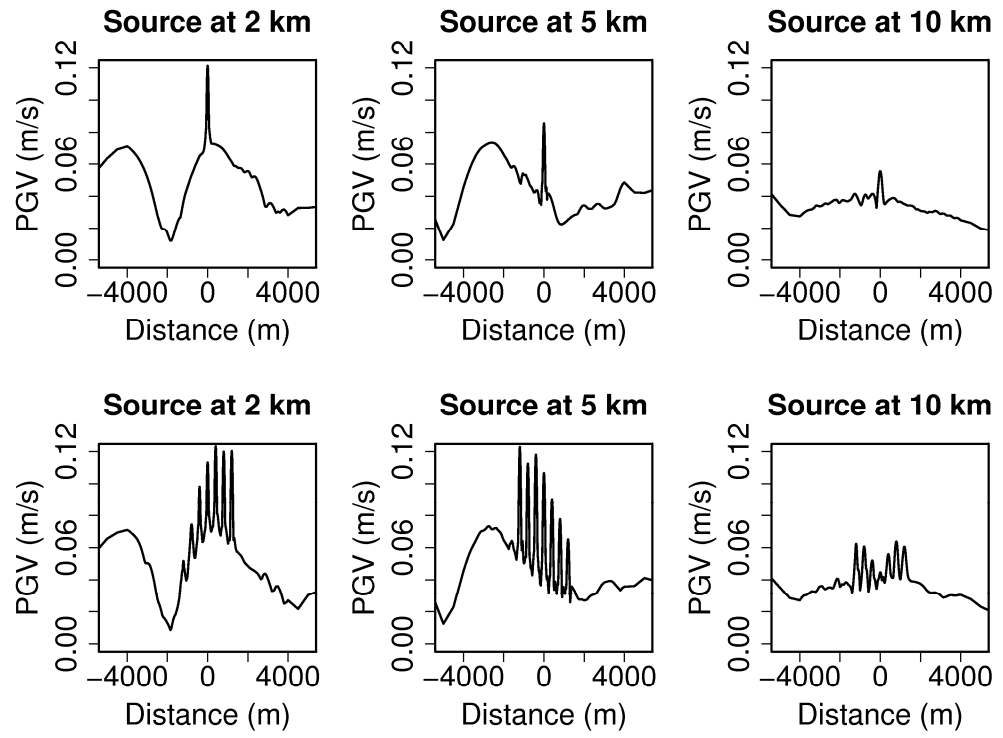 Source at 2 km
Source at 5 km
Source at 10 km
PGV (m/s)
0.00
0.06
0.12
−4000
0
4000
Distance (m)
PGV (m/s)
0.00
0.06
0.12
−4000
0
4000
Distance (m)
PGV (m/s)
0.00
0.06
0.12
−4000
0
4000
Distance (m)
Source at 2 km
Source at 5 km
Source at 10 km
PGV (m/s)
0.00
0.06
0.12
−4000
0
4000
Distance (m)
PGV (m/s)
0.00
0.06
0.12
−4000
0
4000
Distance (m)
PGV (m/s)
0.00
0.06
0.12
−4000
0
4000
Distance (m)